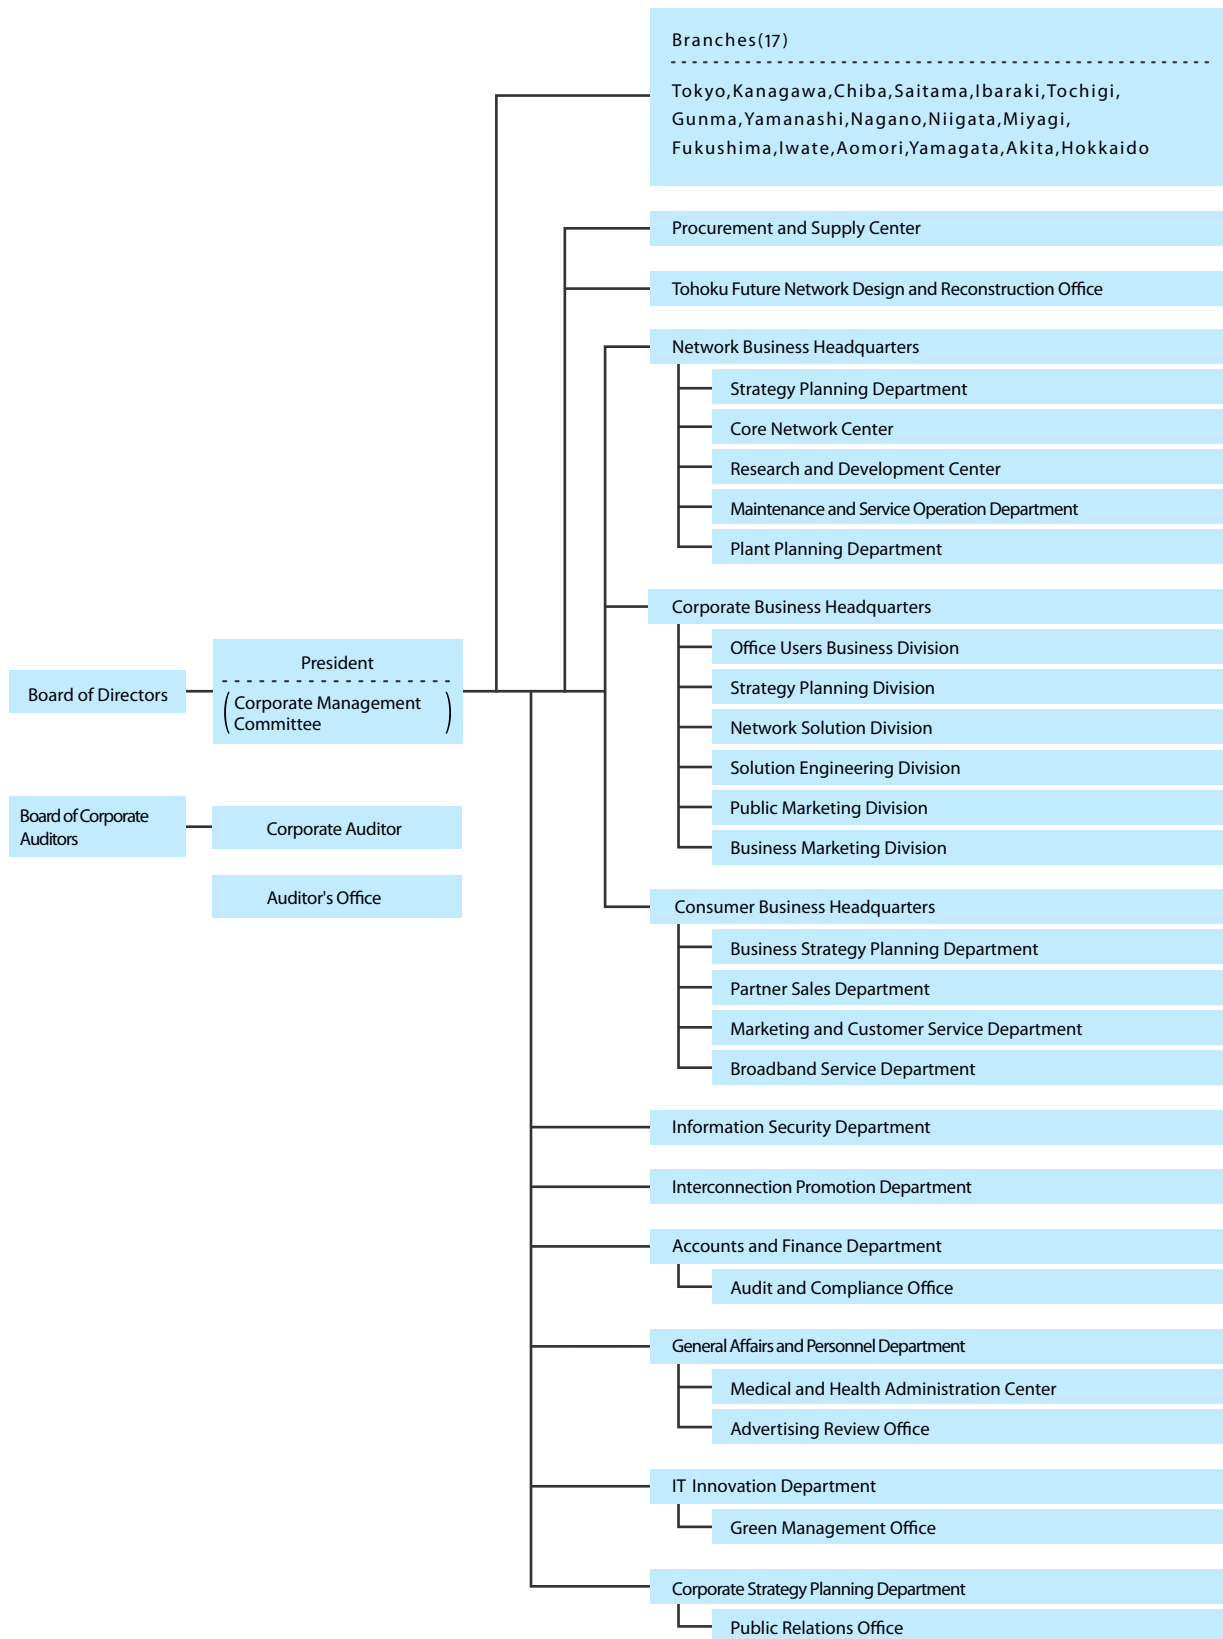 Branches(17)
Tokyo,Kanagawa,Chiba,Saitama,Ibaraki,Tochigi,
Gunma,Yamanashi,Nagano,Niigata,Miyagi,
Fukushima,Iwate,Aomori,Yamagata,Akita,Hokkaido
Procurement and Supply Center
Tohoku Future Network Design and Reconstruction Office
Network Business Headquarters
Strategy Planning Department
Core Network Center
Research and Development Center
Maintenance and Service Operation Department
Plant Planning Department
Corporate Business Headquarters
Office Users Business Division
Strategy Planning Division
Network Solution Division
Solution Engineering Division
Public Marketing Division
Business Marketing Division
Board of Directors
President
(Corporate Management
Committee)
Board of Corporate
Auditors
Corporate Auditor
Auditor's Office
Consumer Business Headquarters
Business Strategy Planning Department
Partner Sales Department
Marketing and Customer Service Department
Broadband Service Department
Information Security Department
Interconnection Promotion Department
Accounts and Finance Department
Audit and Compliance Office
General Affairs and Personnel Department
Medical and Health Administration Center
Advertising Review Office
IT Innovation Department
Green Management Office
Corporate Strategy Planning Department
Public Relations Office